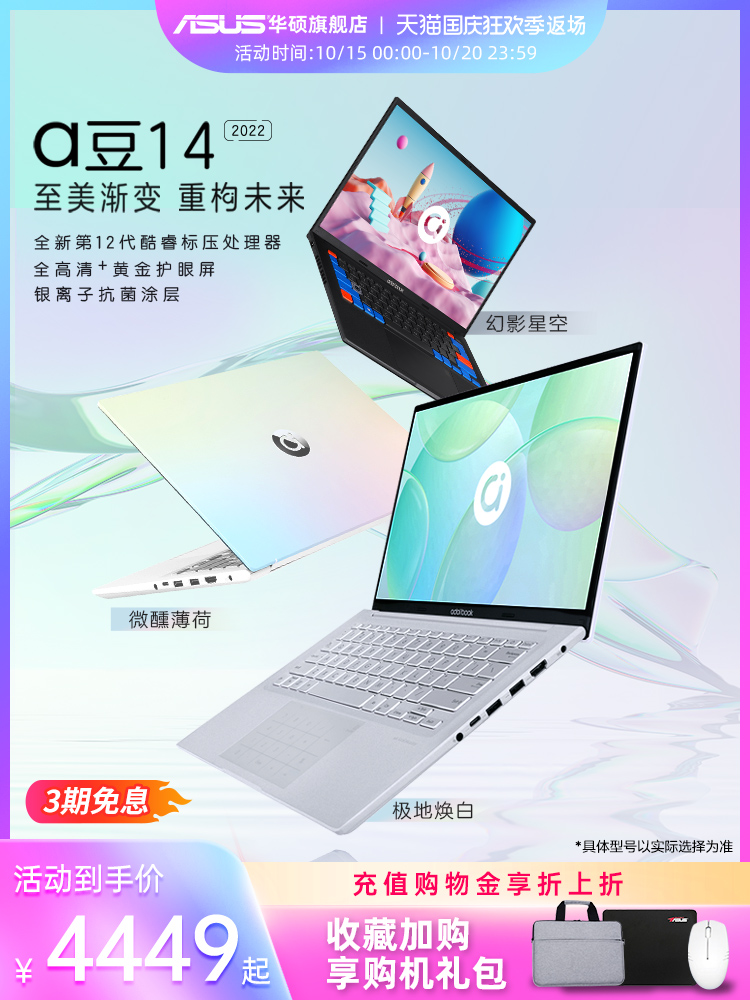 ASUS华硕旗舰店 | 天猫国庆狂欢季返场
活动时间:10/15 00:00-10/20 23:59
a豆14 2022
至美渐变 重构未来
全新第12代酷睿标压处理器
全高清+黄金护眼屏
银离子抗菌涂层
adolbook
幻影星空
微醺薄荷
adolbook
极地焕白
3期免息
*具体型号以实际选择为准
活动到手价
¥4449起
充值购物金享折上折
收藏加购
享购机礼包
ASUS